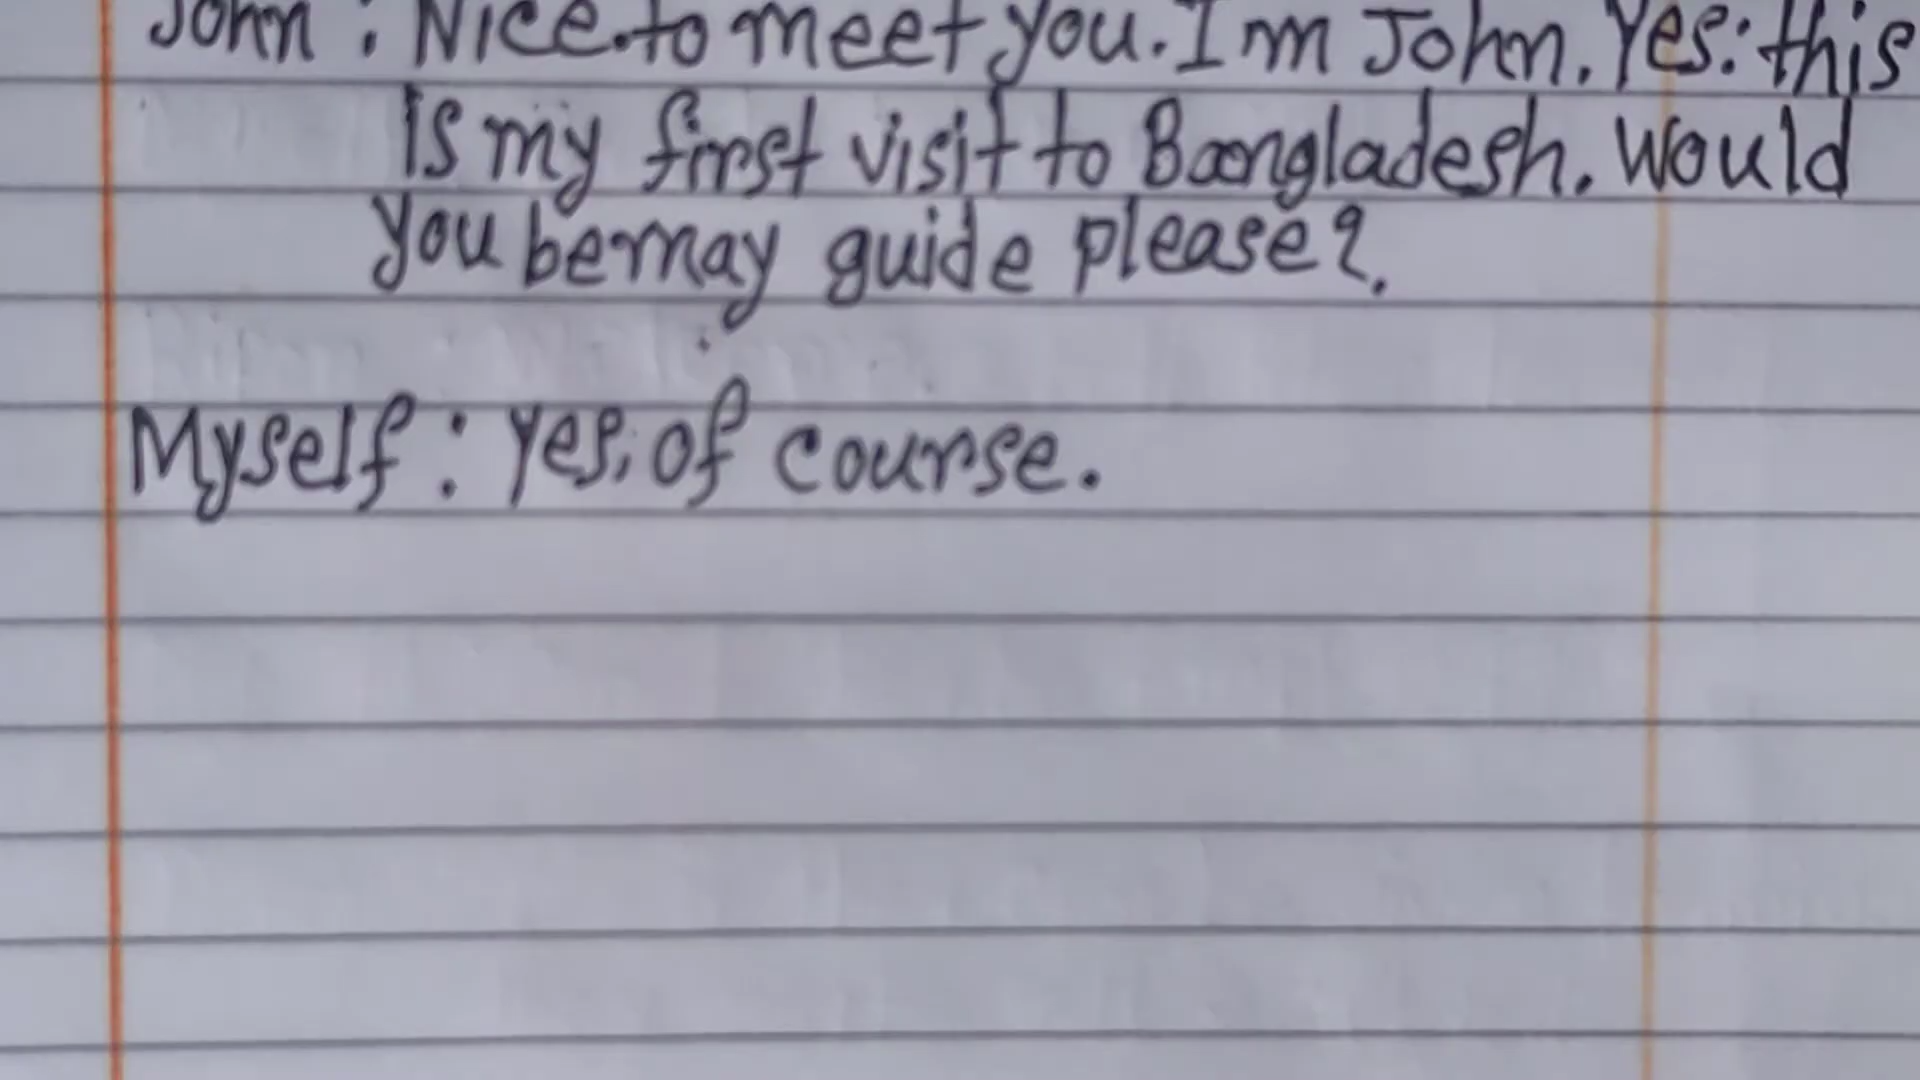 John : Nice.to meet you. Im John. Yes: this
is my first visit to Bangladesh. Would
you bemay guide please?.
Myself : Yes, of course.